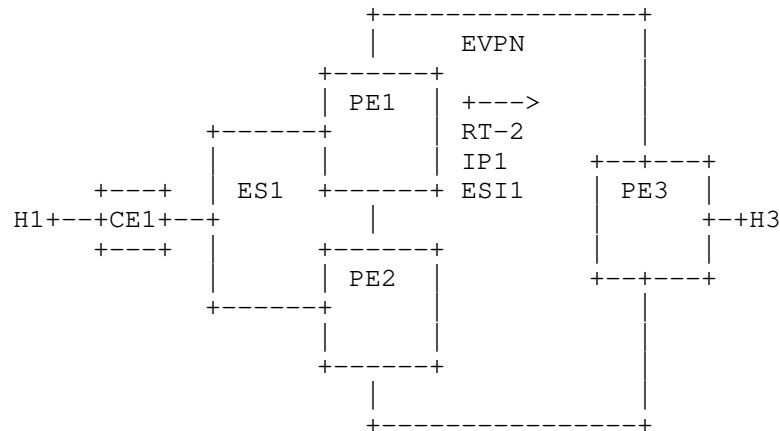 EVPN
PE1 +--->
RT-2
IP1
ES1 ESI1 PE3
H1 CE1 H3
PE2